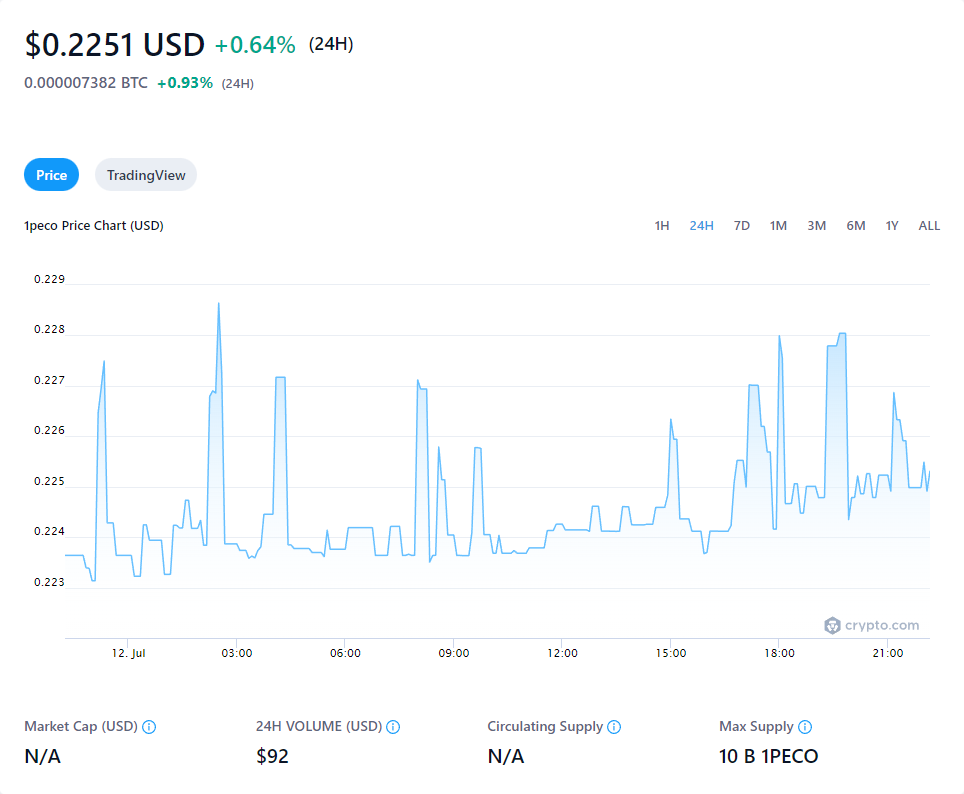 $0.2251 USD +0.64% (24H)
0.000007382 BTC +0.93% (24H)
Price TradingView
1peco Price Chart (USD) 1H 24H 7D 1M 3M 6M 1Y ALL
0.229
0.228
0.227
0.226
0.225
0.224
0.223
crypto.com
12. Jul 03:00 06:00 09:00 12:00 15:00 18:00 21:00
Market Cap (USD) 24H VOLUME (USD) Circulating Supply Max Supply
N/A $92 N/A 10 B 1PECO